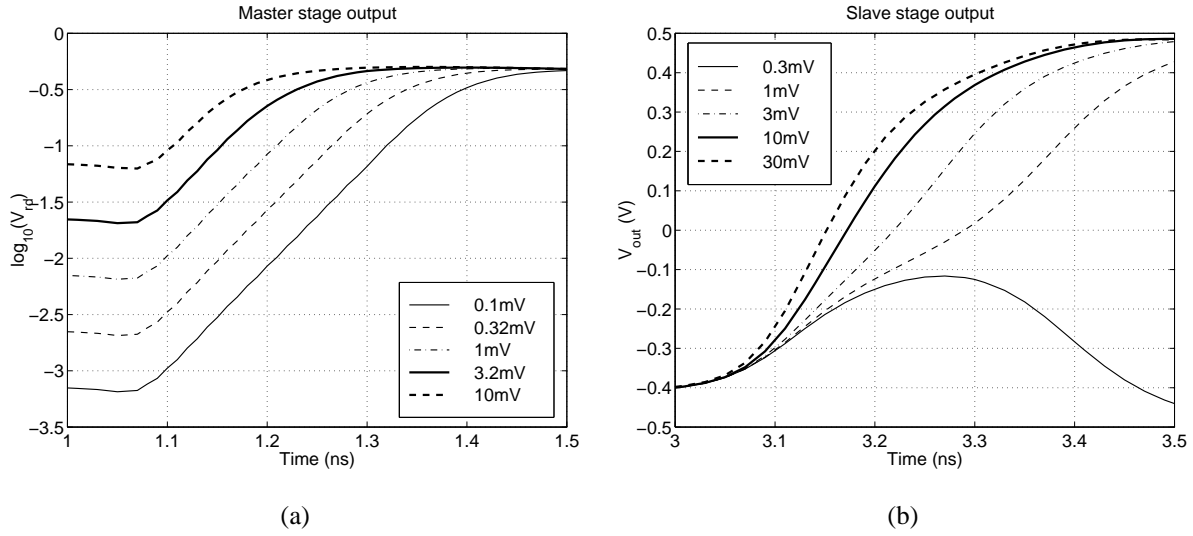 Master stage output
0
−0.5
−1
−1.5
−2
−2.5
−3
−3.5
log10(Vrd)
1
1.1
1.2
1.3
1.4
1.5
Time (ns)
0.1mV
0.32mV
1mV
3.2mV
10mV
(a)
Slave stage output
0.5
0.4
0.3
0.2
0.1
0
−0.1
−0.2
−0.3
−0.4
−0.5
Vout (V)
3
3.1
3.2
3.3
3.4
3.5
Time (ns)
0.3mV
1mV
3mV
10mV
30mV
(b)